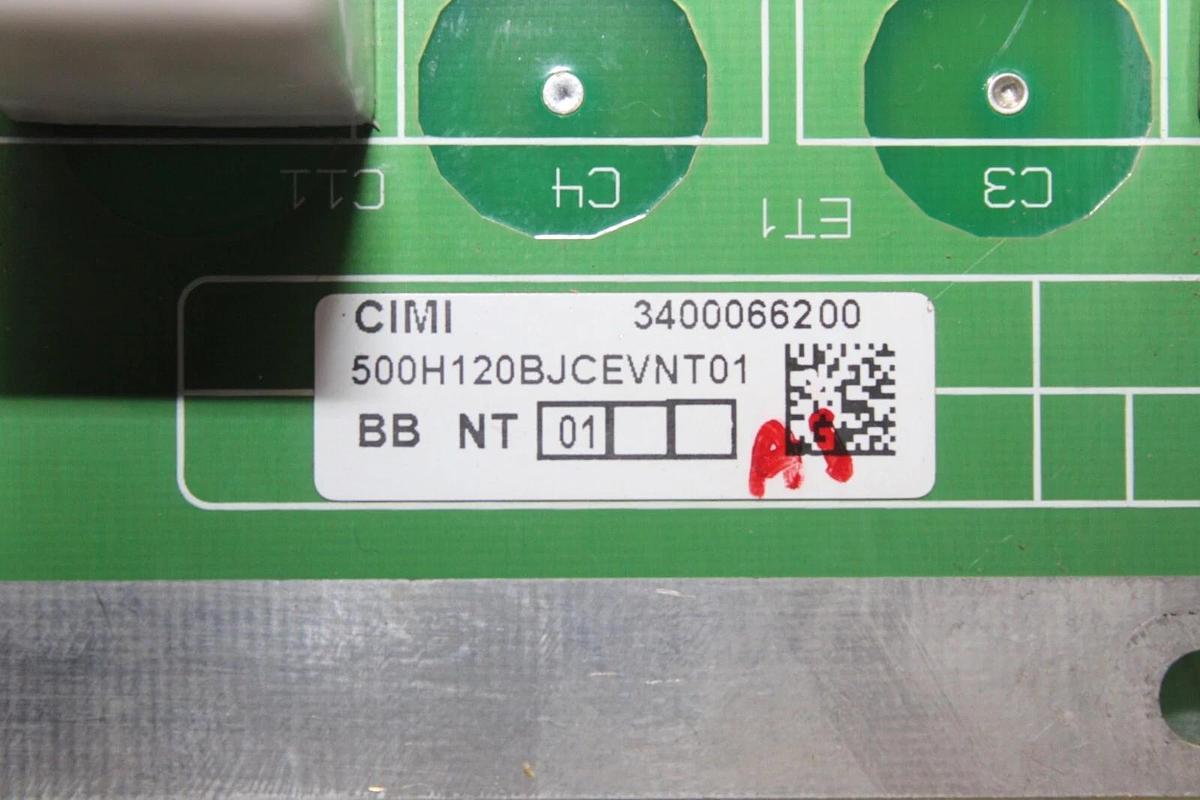 C11 C4 C3
ET1
CIMI 3400066200
500H120BJCEVNT01
BB NT 01